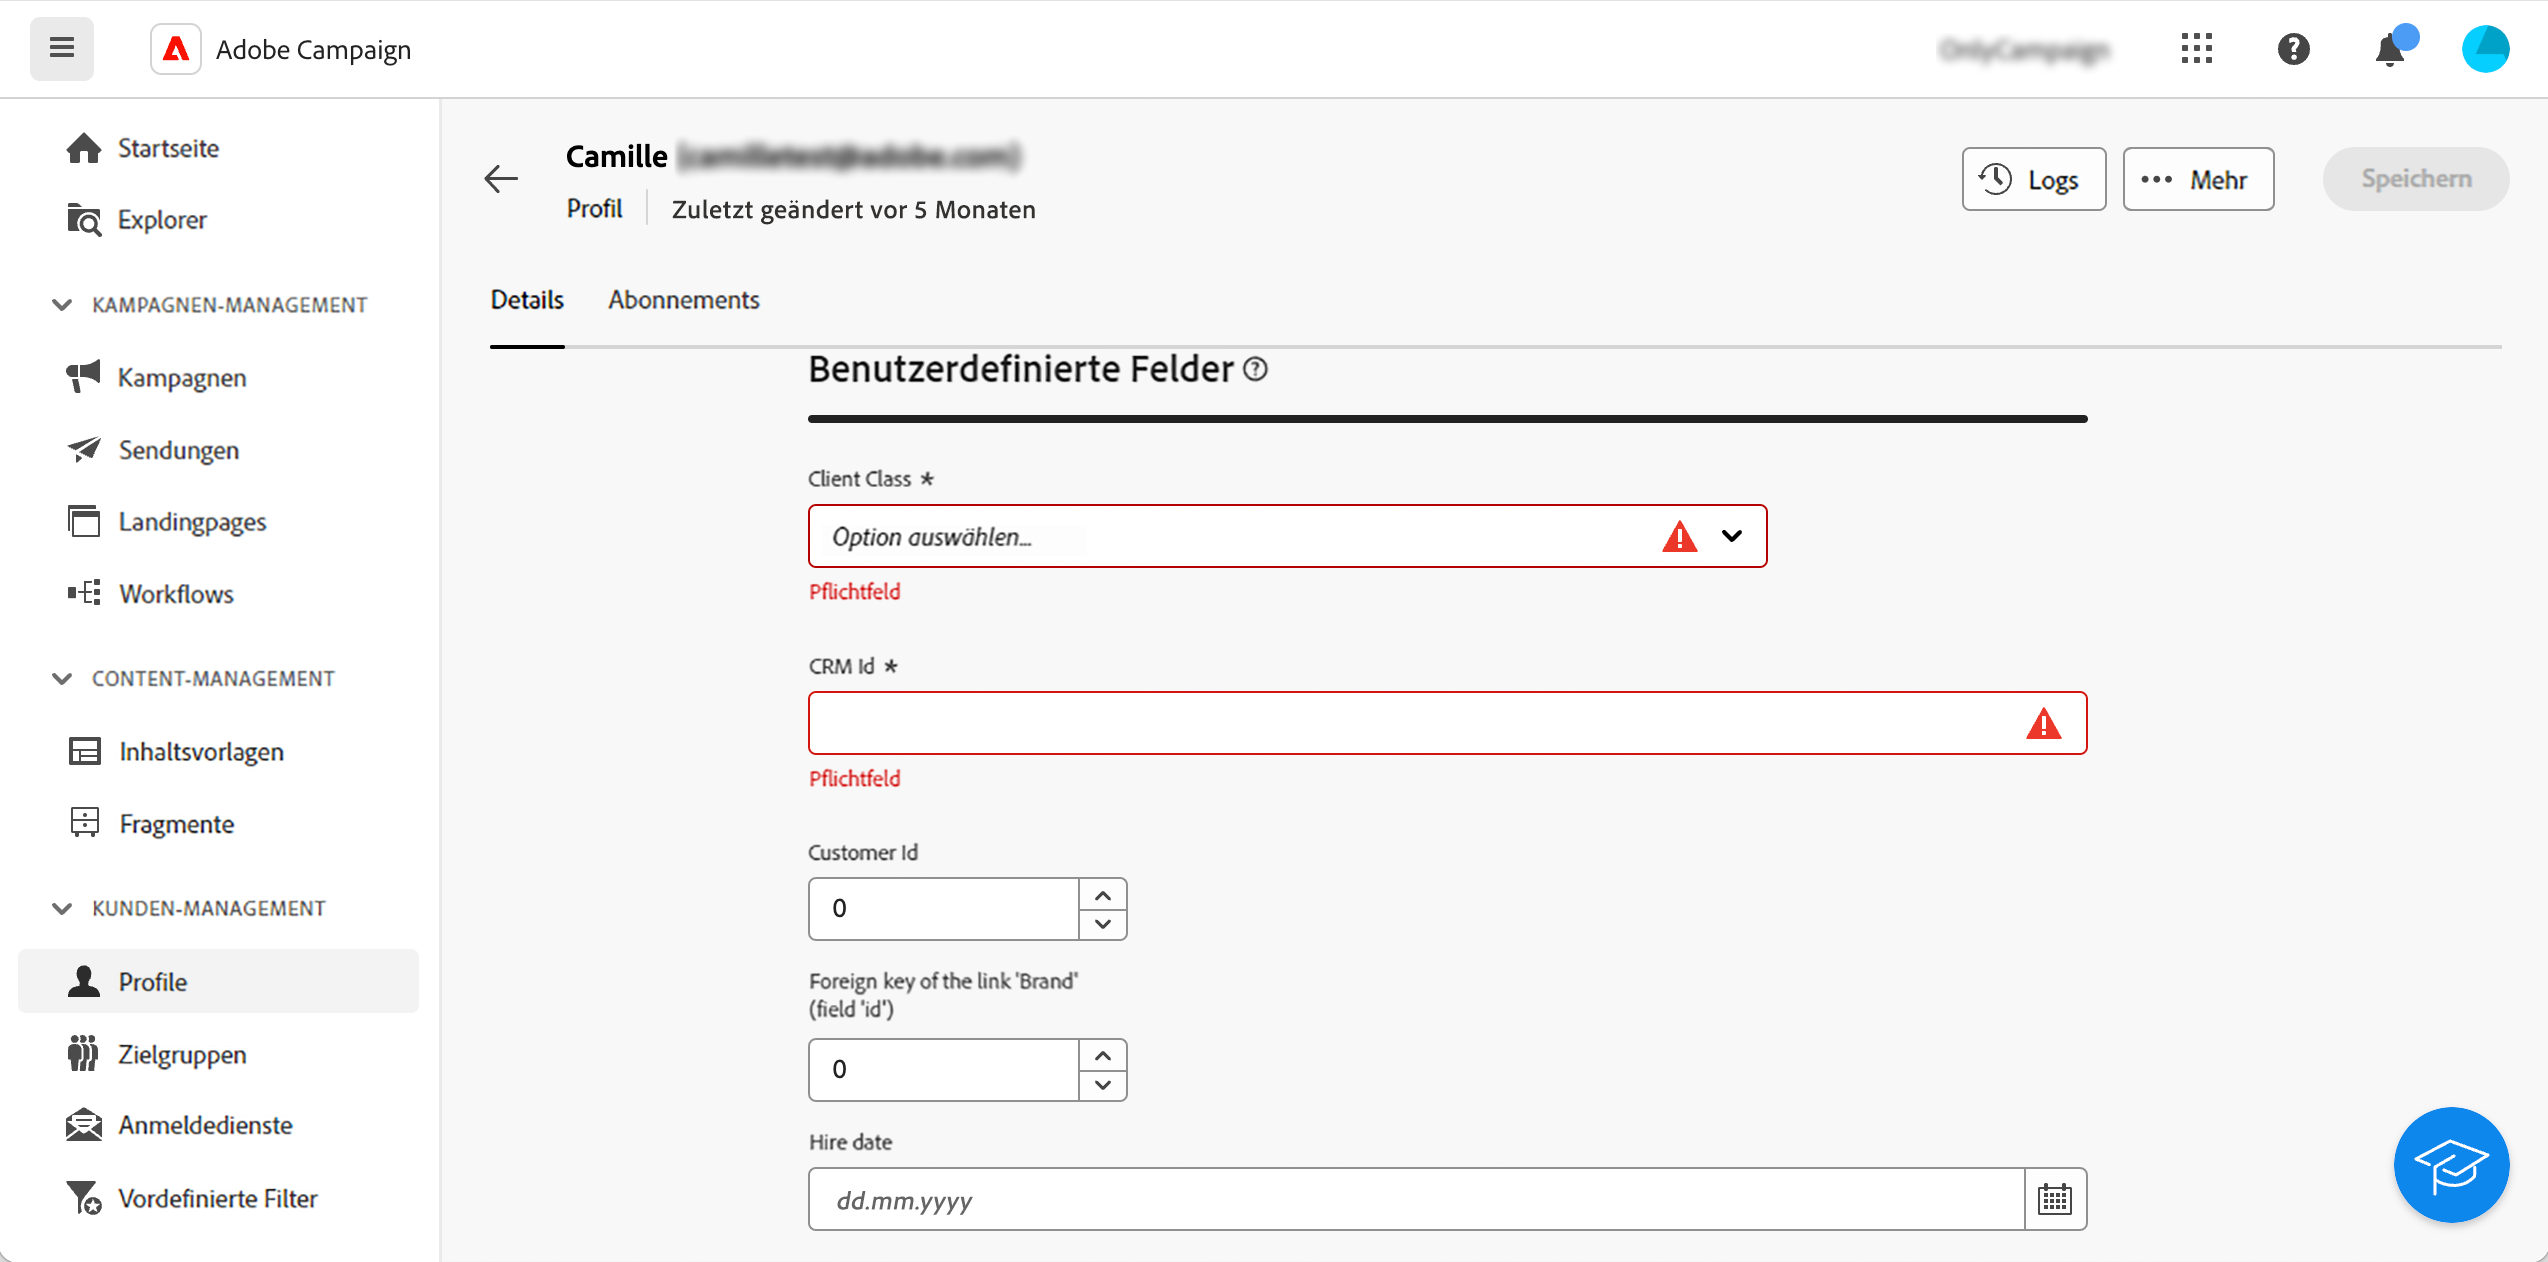 Adobe Campaign
Startseite
Explorer
KAMPAGNEN-MANAGEMENT
Kampagnen
Sendungen
Landingpages
Workflows
CONTENT-MANAGEMENT
Inhaltsvorlagen
Fragmente
KUNDEN-MANAGEMENT
Profile
Zielgruppen
Anmeldedienste
Vordefinierte Filter
Camille
Profil
Zuletzt geändert vor 5 Monaten
Logs
Mehr
Speichern
Details
Abonnements
Benutzerdefinierte Felder
Client Class *
Option auswählen...
Pflichtfeld
CRM Id *
Pflichtfeld
Customer Id
0
Foreign key of the link 'Brand'
(field 'id')
0
Hire date
dd.mm.yyyy